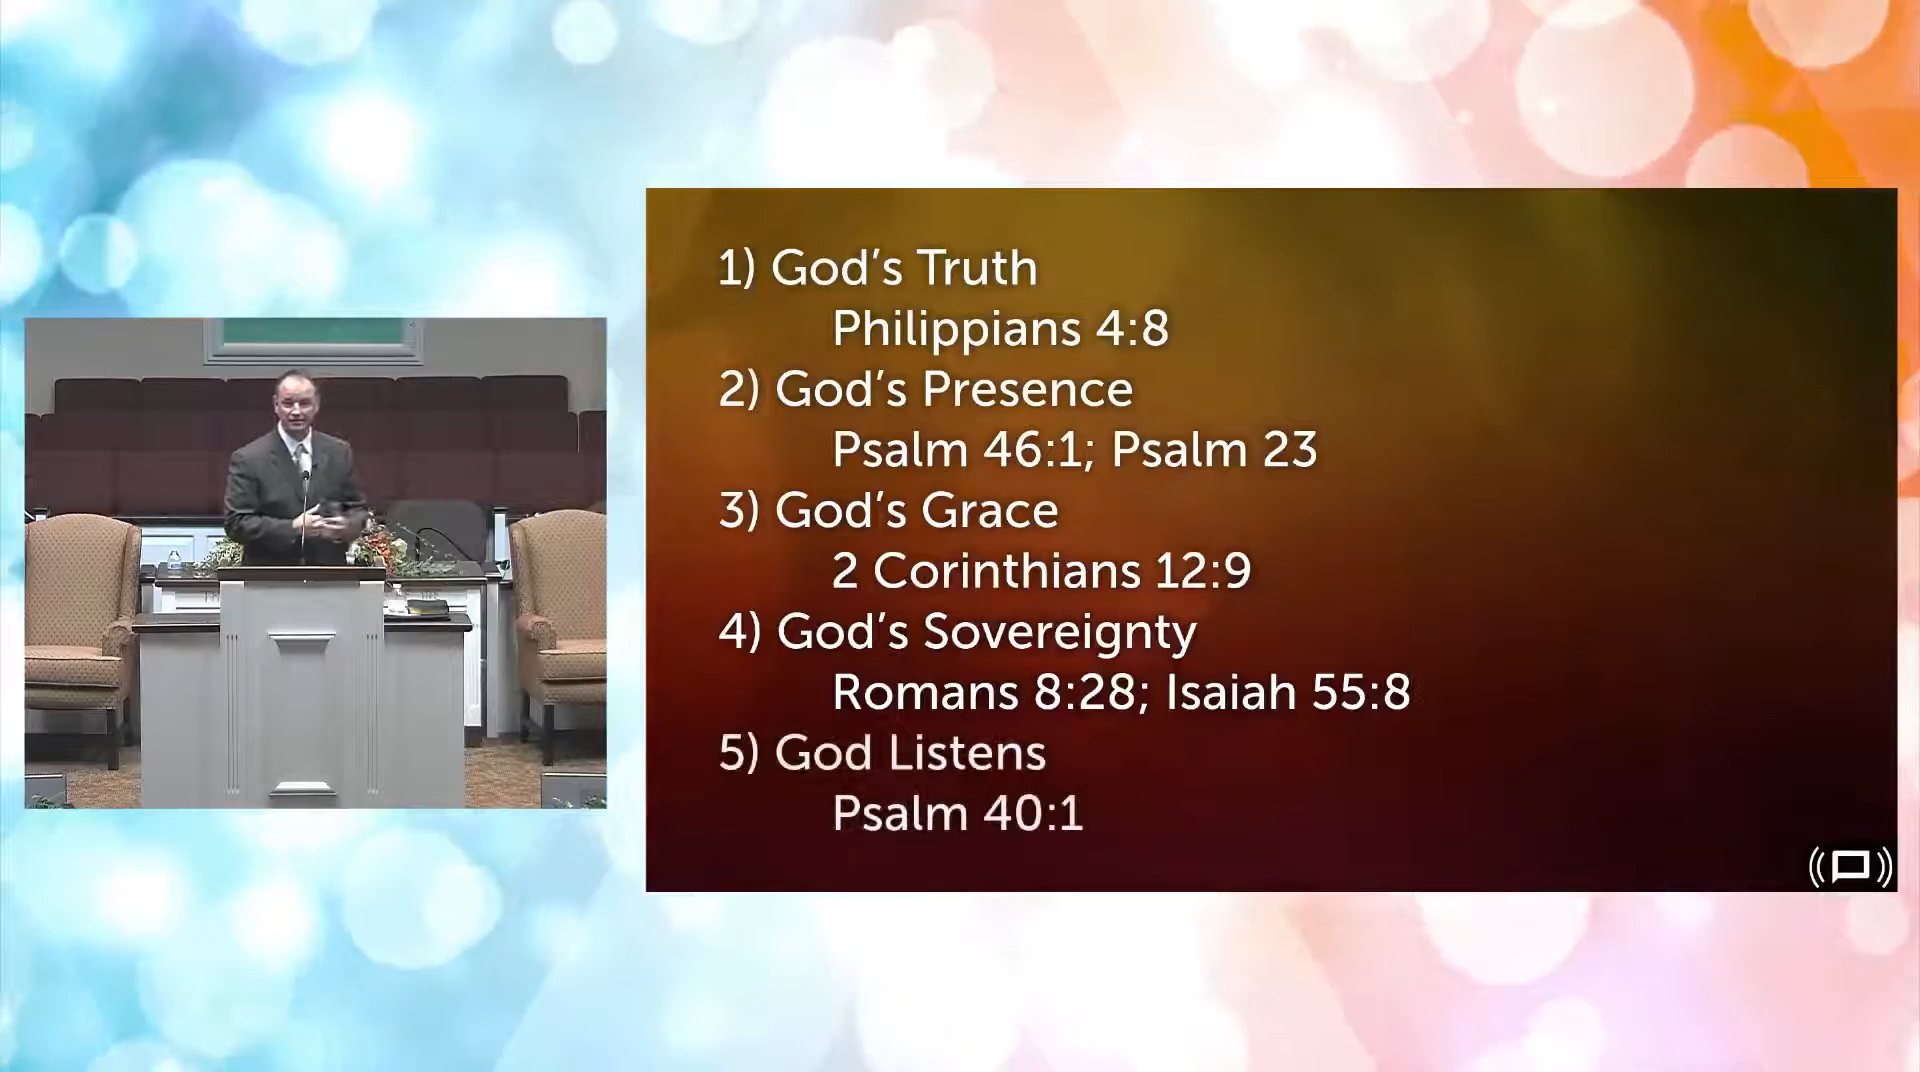 1) God’s Truth
Philippians 4:8
2) God’s Presence
Psalm 46:1; Psalm 23
3) God’s Grace
2 Corinthians 12:9
4) God’s Sovereignty
Romans 8:28; Isaiah 55:8
5) God Listens
Psalm 40:1